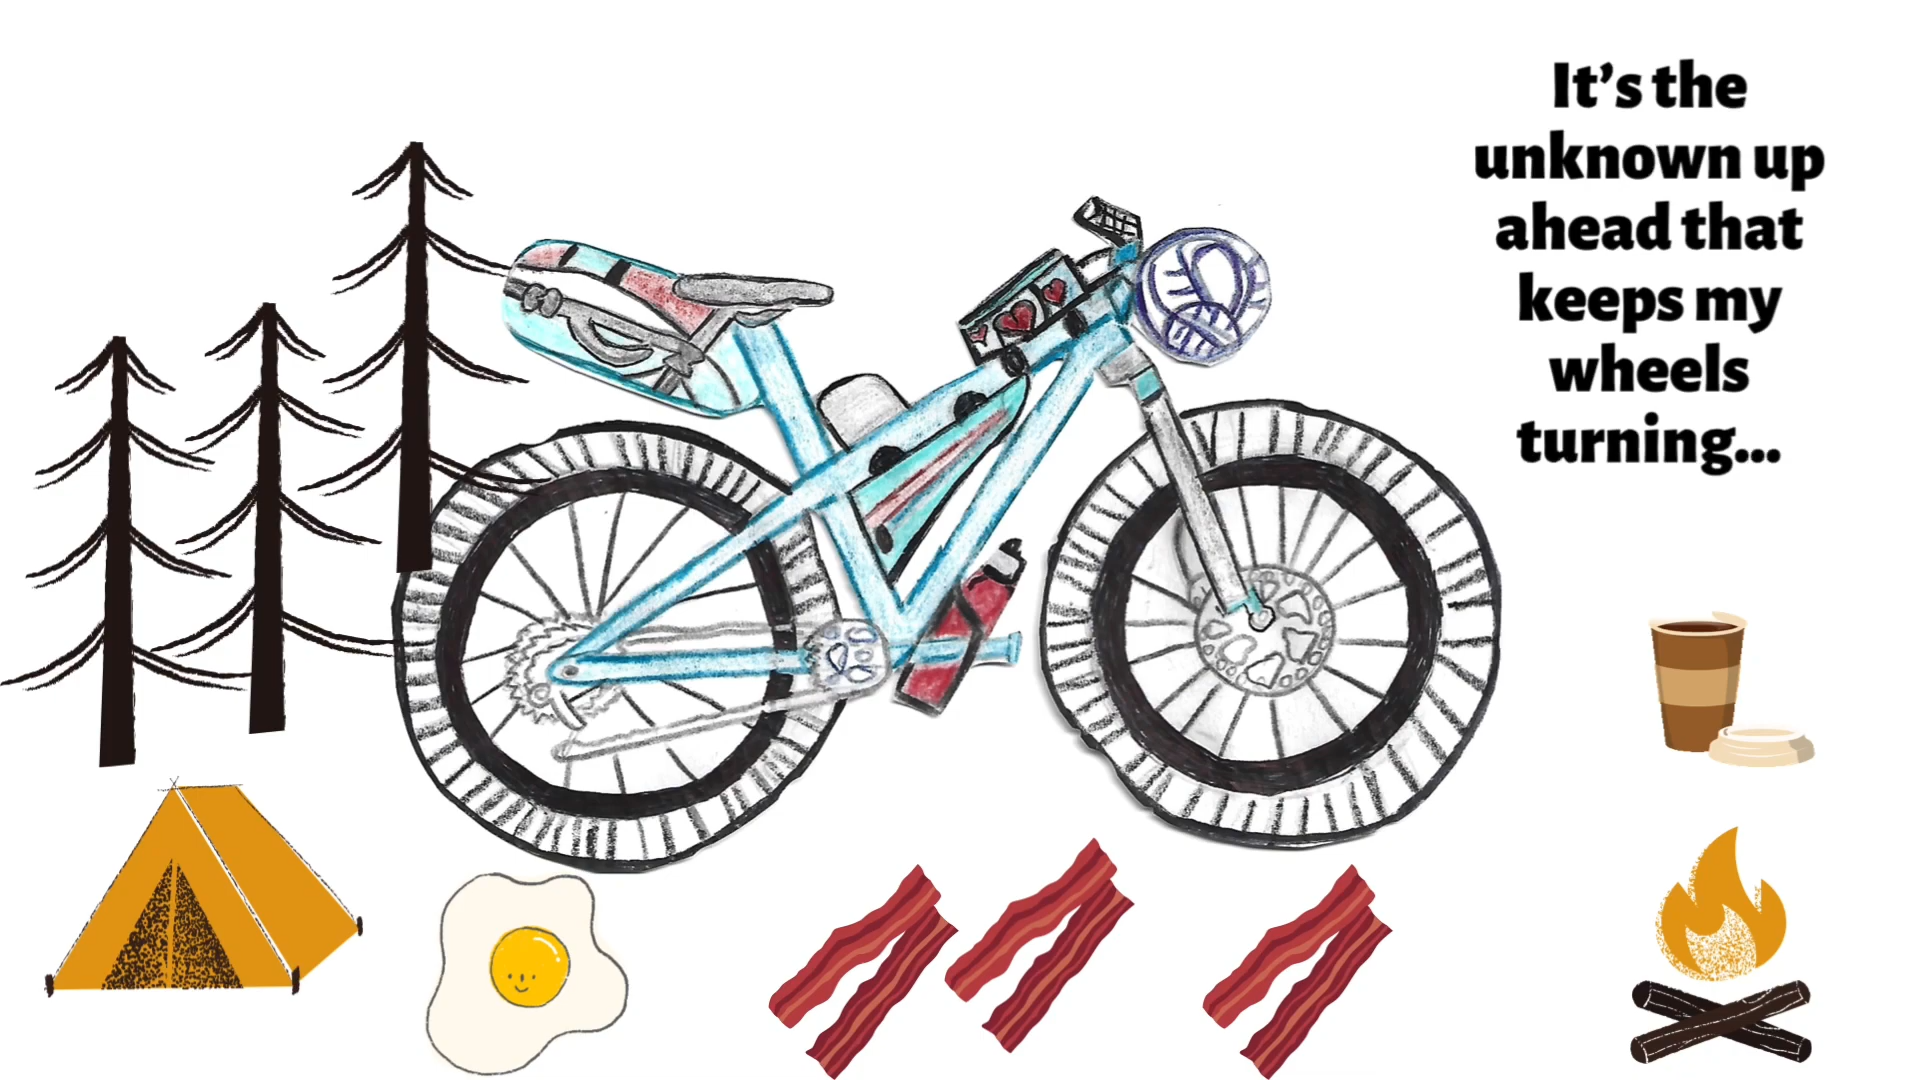 It’s the
unknown up
ahead that
keeps my
wheels
turning...